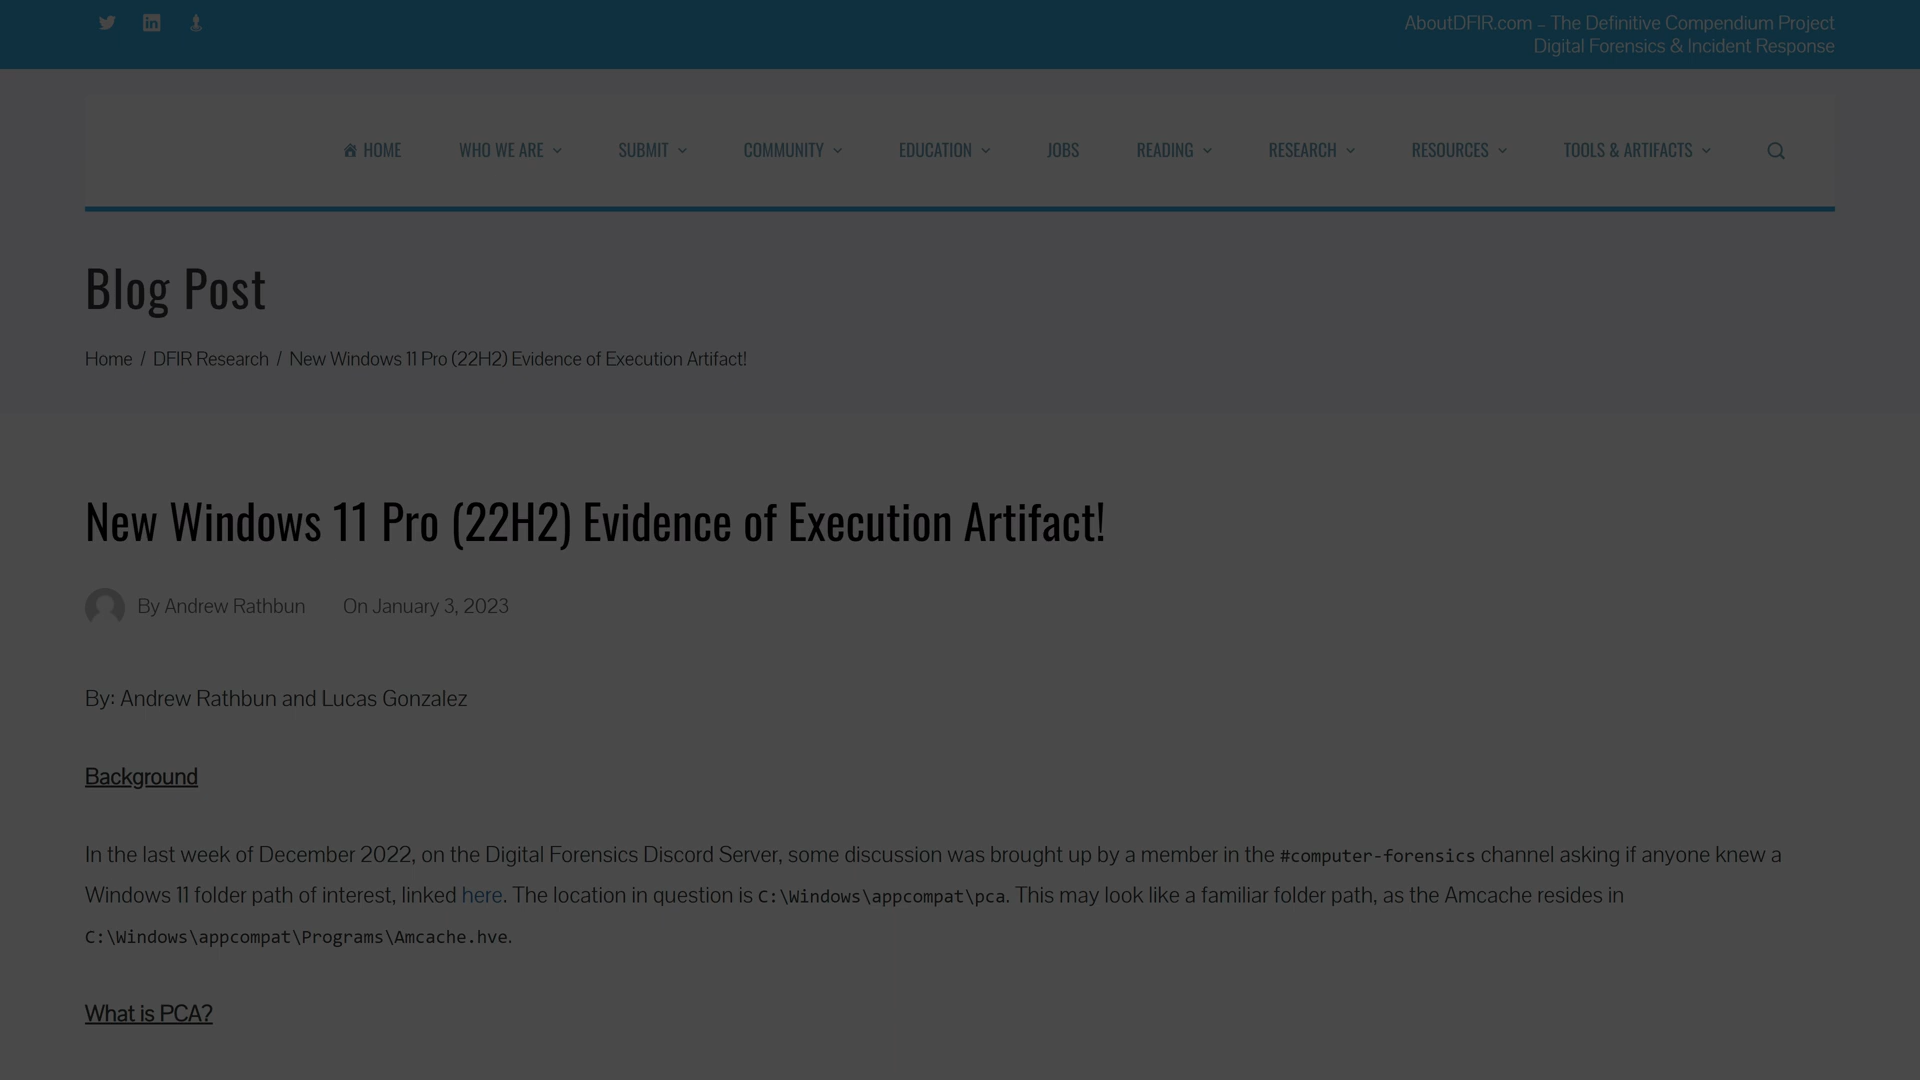 AboutDFIR.com – The Definitive Compendium Project
Digital Forensics & Incident Response
HOME WHO WE ARE SUBMIT COMMUNITY EDUCATION JOBS READING RESEARCH RESOURCES TOOLS & ARTIFACTS
Blog Post
Home / DFIR Research / New Windows 11 Pro (22H2) Evidence of Execution Artifact!
New Windows 11 Pro (22H2) Evidence of Execution Artifact!
By Andrew Rathbun On January 3, 2023
By: Andrew Rathbun and Lucas Gonzalez
Background
In the last week of December 2022, on the Digital Forensics Discord Server, some discussion was brought up by a member in the #computer-forensics channel asking if anyone knew a
Windows 11 folder path of interest, linked here. The location in question is C:\Windows\appcompat\pca. This may look like a familiar folder path, as the Amcache resides in
C:\Windows\appcompat\Programs\Amcache.hve.
What is PCA?